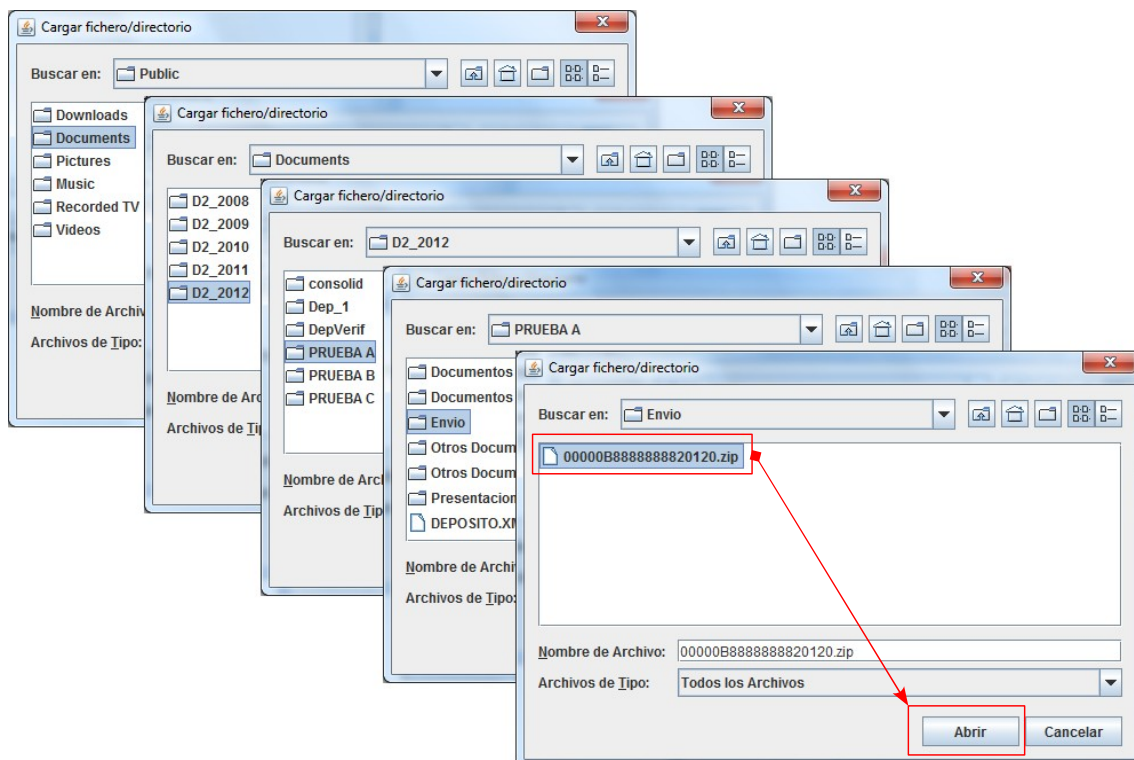 Cargar fichero/directorio
Buscar en: Public
Downloads
Documents
Pictures
Music
Recorded TV
Videos
Nombre de Archiv
Archivos de Tipo:
Cargar fichero/directorio
Buscar en: Documents
D2_2008
D2_2009
D2_2010
D2_2011
D2_2012
Nombre de Arc
Archivos de Tip
Cargar fichero/directorio
Buscar en: D2_2012
consolid
Dep_1
DepVerif
PRUEBA A
PRUEBA B
PRUEBA C
Nombre de Arcl
Archivos de Tip
Cargar fichero/directorio
Buscar en: PRUEBA A
Documentos
Documentos
Envio
Otros Docum
Otros Docum
Presentacion
DEPOSITO.XM
Nombre de Archi
Archivos de Tipo:
Cargar fichero/directorio
Buscar en: Envio
00000B8888888820120.zip
Nombre de Archivo: 00000B8888888820120.zip
Archivos de Tipo: Todos los Archivos
Abrir Cancelar